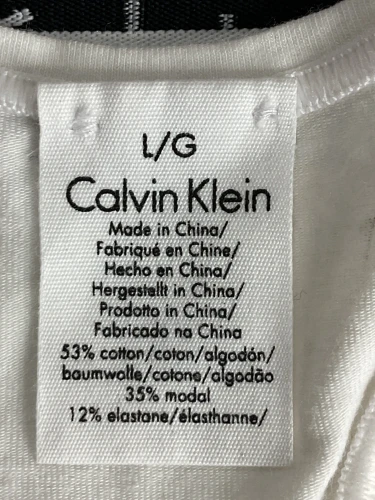 L/G
Calvin Klein
Made in China/
Fabriqué en Chine/
Hecho en China/
Hergestellt in China/
Prodotto in China/
Fabricado na China
53% cotton/coton/algodón/
baumwolle/cotone/algodão
35% modal
12% elastane/élasthanne/